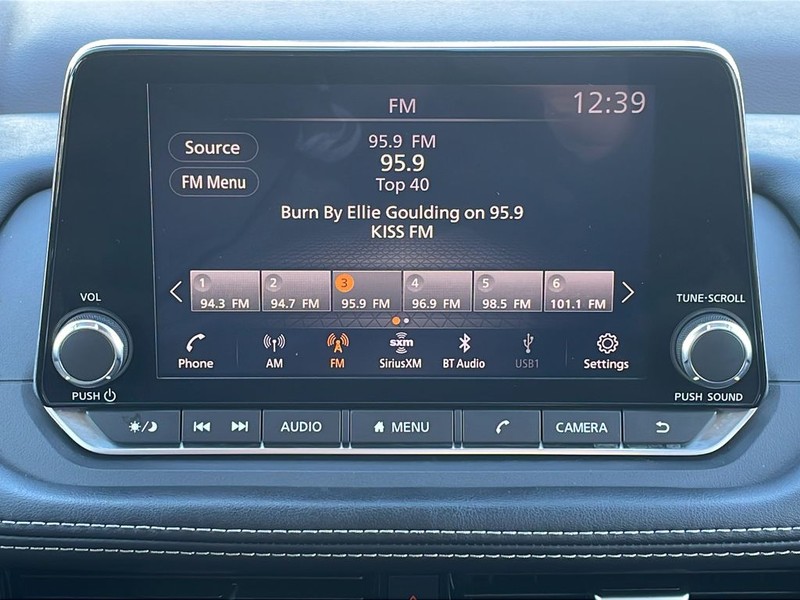 FM
12:39
Source
FM Menu
95.9 FM
95.9
Top 40
Burn By Ellie Goulding on 95.9
KISS FM
1 2 3 4 5 6
94.3 FM 94.7 FM 95.9 FM 96.9 FM 98.5 FM 101.1 FM
VOL
TUNE·SCROLL
sxm
Phone AM FM SiriusXM BT Audio USB1 Settings
PUSH
PUSH SOUND
AUDIO MENU CAMERA